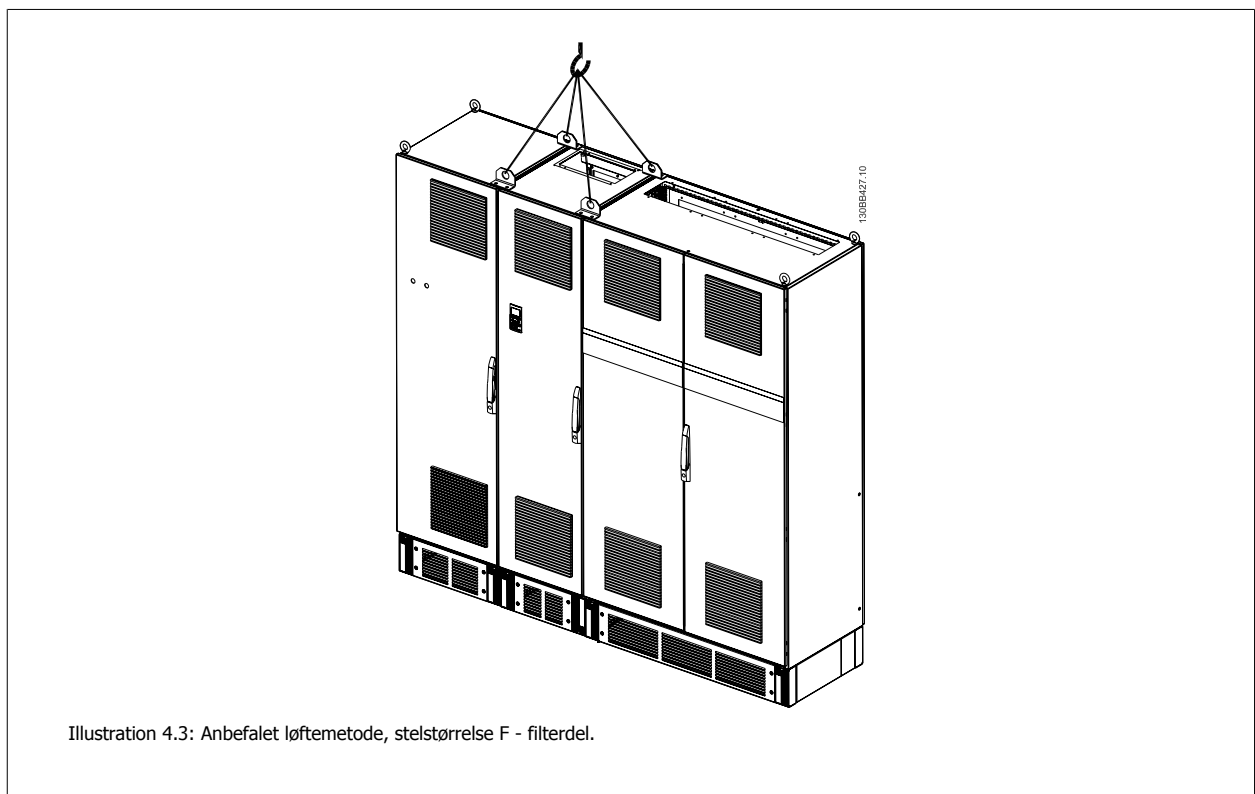 130BB427.10
Illustration 4.3: Anbefalet løftemetode, stelstørrelse F - filterdel.